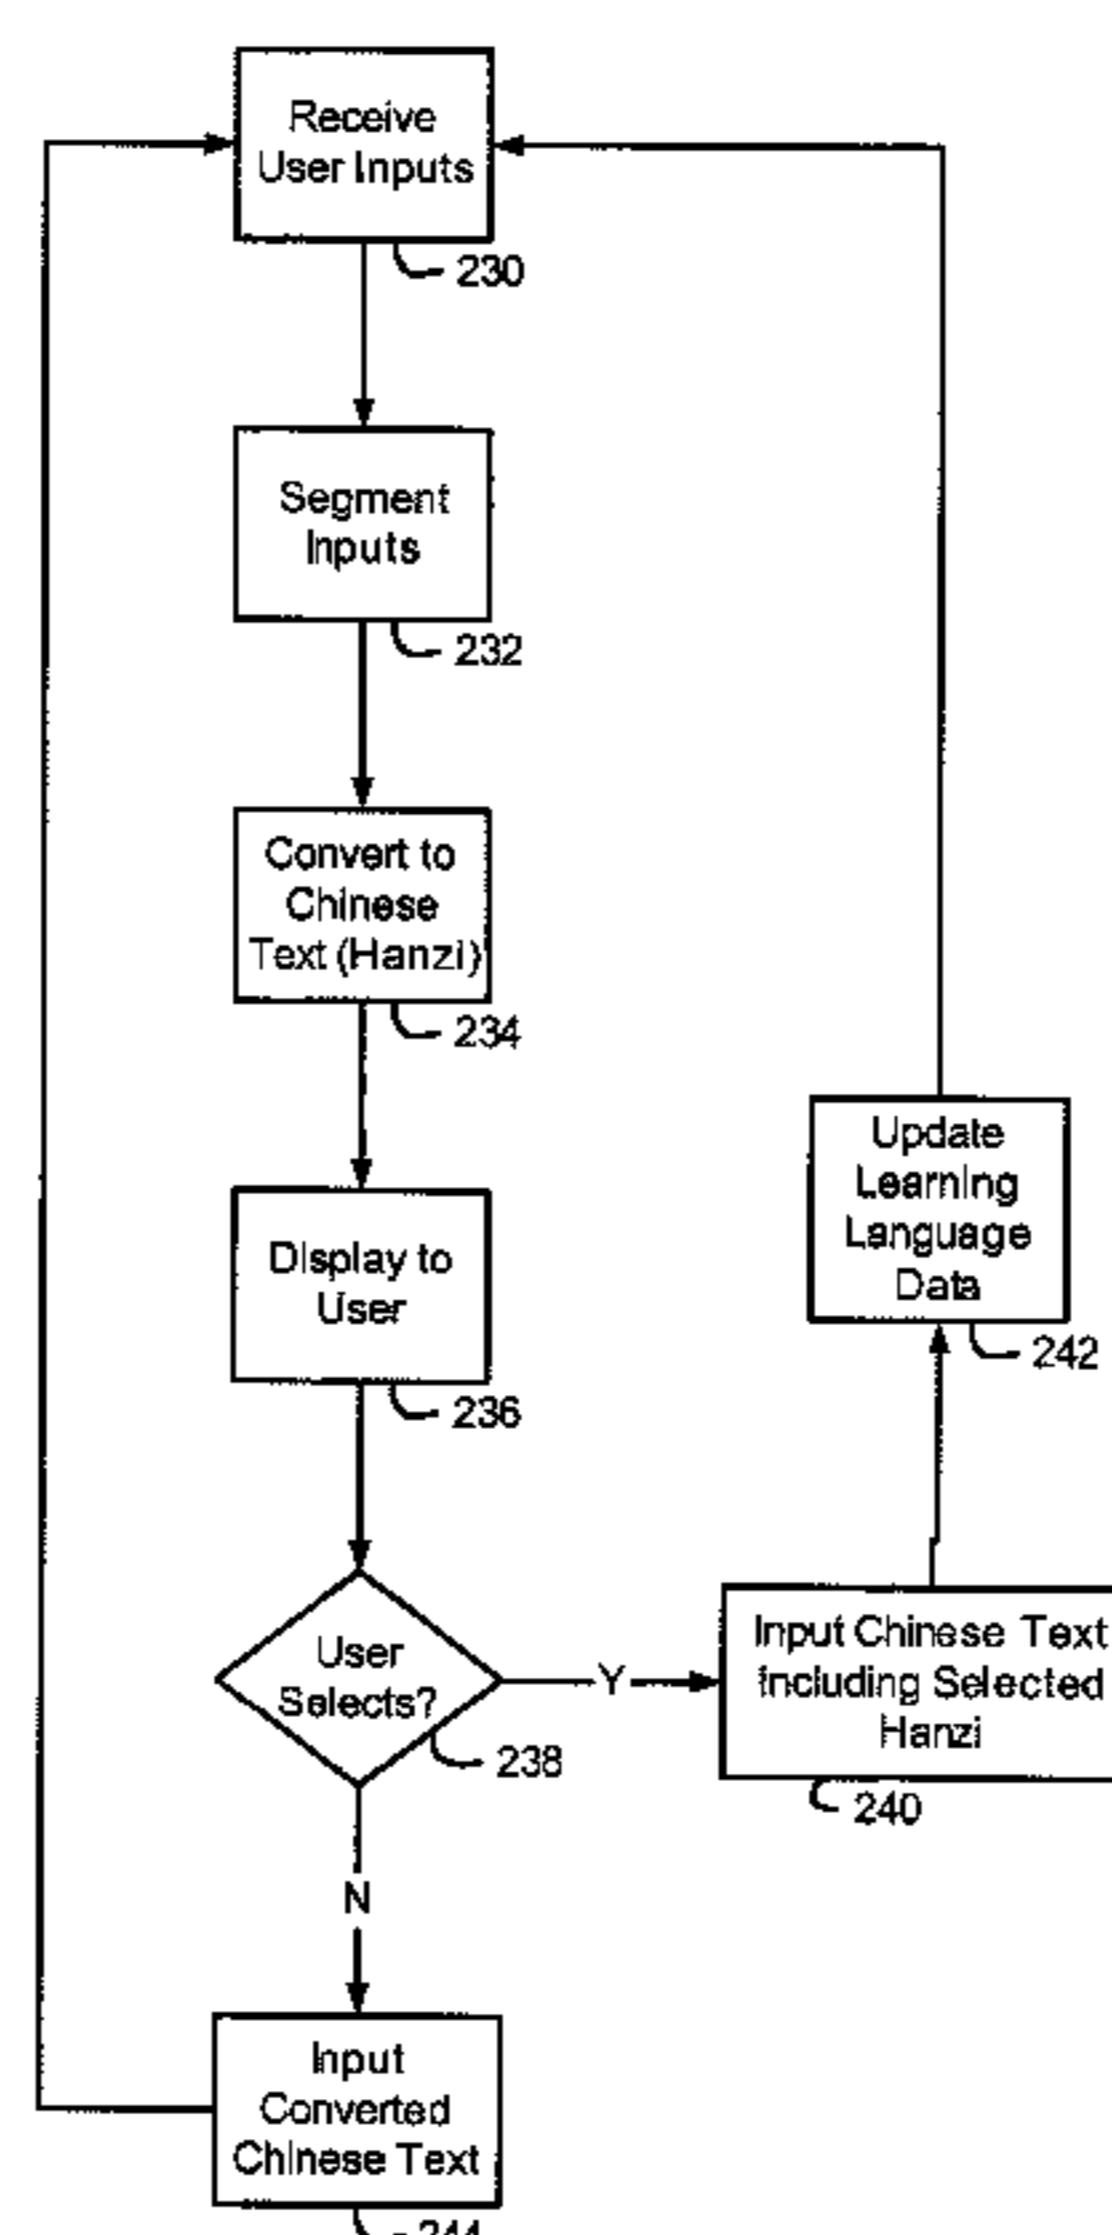 Receive
User Inputs
230
Segment
Inputs
232
Convert to
Chinese
Text (Hanzi)
234
Display to
User
236
Update
Learning
Language
Data
242
User
Selects?
238
Y
Input Chinese Text
Including Selected
Hanzi
240
N
Input
Converted
Chinese Text
244